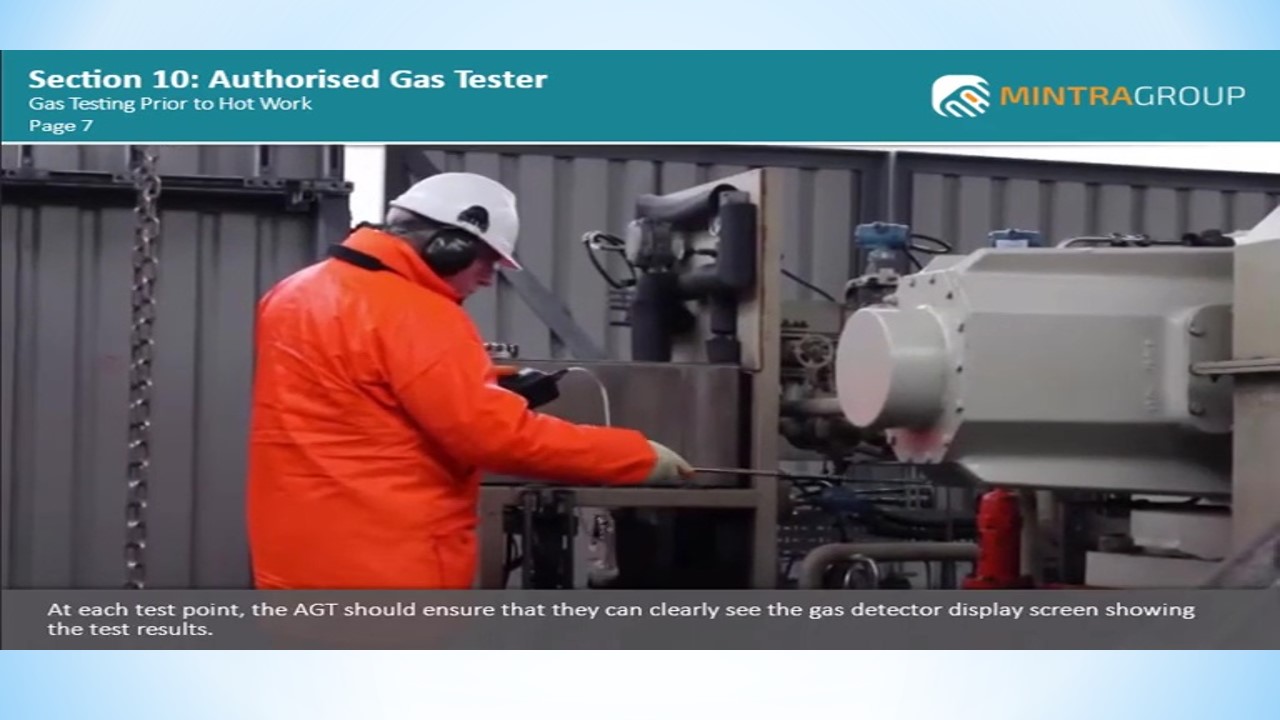 Section 10: Authorised Gas Tester
Gas Testing Prior to Hot Work
Page 7
MINTRAGROUP
At each test point, the AGT should ensure that they can clearly see the gas detector display screen showing
the test results.